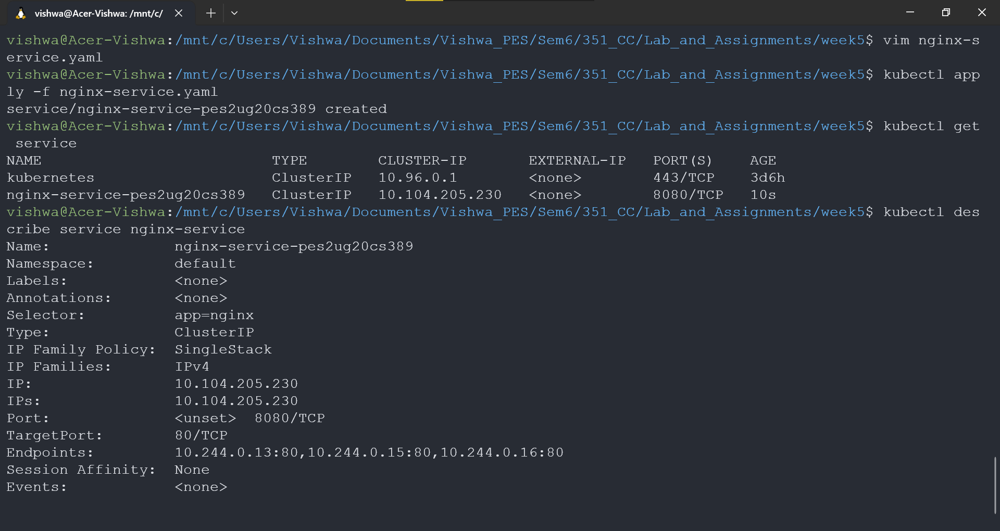 vishwa@Acer-Vishwa: /mnt/c/
vishwa@Acer-Vishwa:/mnt/c/Users/Vishwa/Documents/Vishwa_PES/Sem6/351_CC/Lab_and_Assignments/week5$ vim nginx-s
ervice.yaml
vishwa@Acer-Vishwa:/mnt/c/Users/Vishwa/Documents/Vishwa_PES/Sem6/351_CC/Lab_and_Assignments/week5$ kubectl app
ly -f nginx-service.yaml
service/nginx-service-pes2ug20cs389 created
vishwa@Acer-Vishwa:/mnt/c/Users/Vishwa/Documents/Vishwa_PES/Sem6/351_CC/Lab_and_Assignments/week5$ kubectl get
 service
NAME                          TYPE        CLUSTER-IP       EXTERNAL-IP   PORT(S)    AGE
kubernetes                    ClusterIP   10.96.0.1        <none>        443/TCP    3d6h
nginx-service-pes2ug20cs389   ClusterIP   10.104.205.230   <none>        8080/TCP   10s
vishwa@Acer-Vishwa:/mnt/c/Users/Vishwa/Documents/Vishwa_PES/Sem6/351_CC/Lab_and_Assignments/week5$ kubectl des
cribe service nginx-service
Name:              nginx-service-pes2ug20cs389
Namespace:         default
Labels:            <none>
Annotations:       <none>
Selector:          app=nginx
Type:              ClusterIP
IP Family Policy:  SingleStack
IP Families:       IPv4
IP:                10.104.205.230
IPs:               10.104.205.230
Port:              <unset>  8080/TCP
TargetPort:        80/TCP
Endpoints:         10.244.0.13:80,10.244.0.15:80,10.244.0.16:80
Session Affinity:  None
Events:            <none>